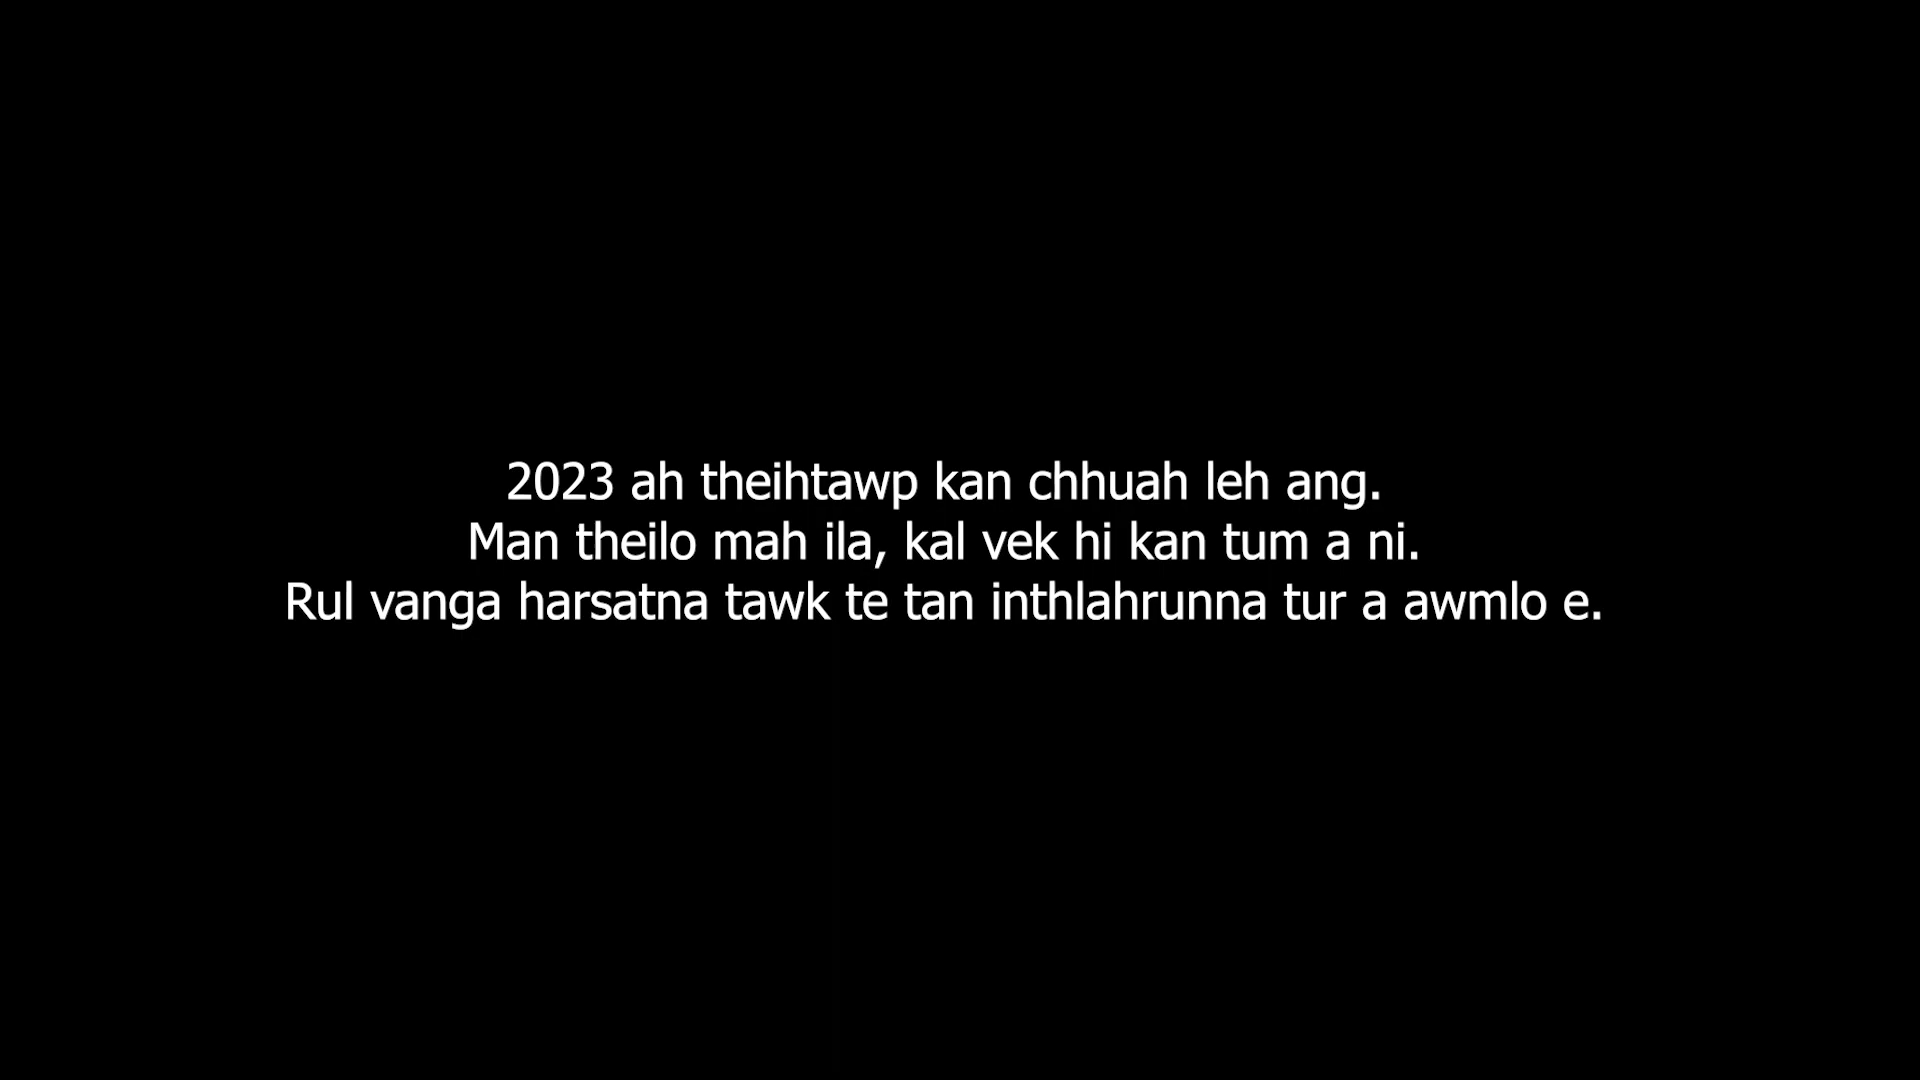 2023 ah theihtawp kan chhuah leh ang.
Man theilo mah ila, kal vek hi kan tum a ni.
Rul vanga harsatna tawk te tan inthlahrunna tur a awmlo e.